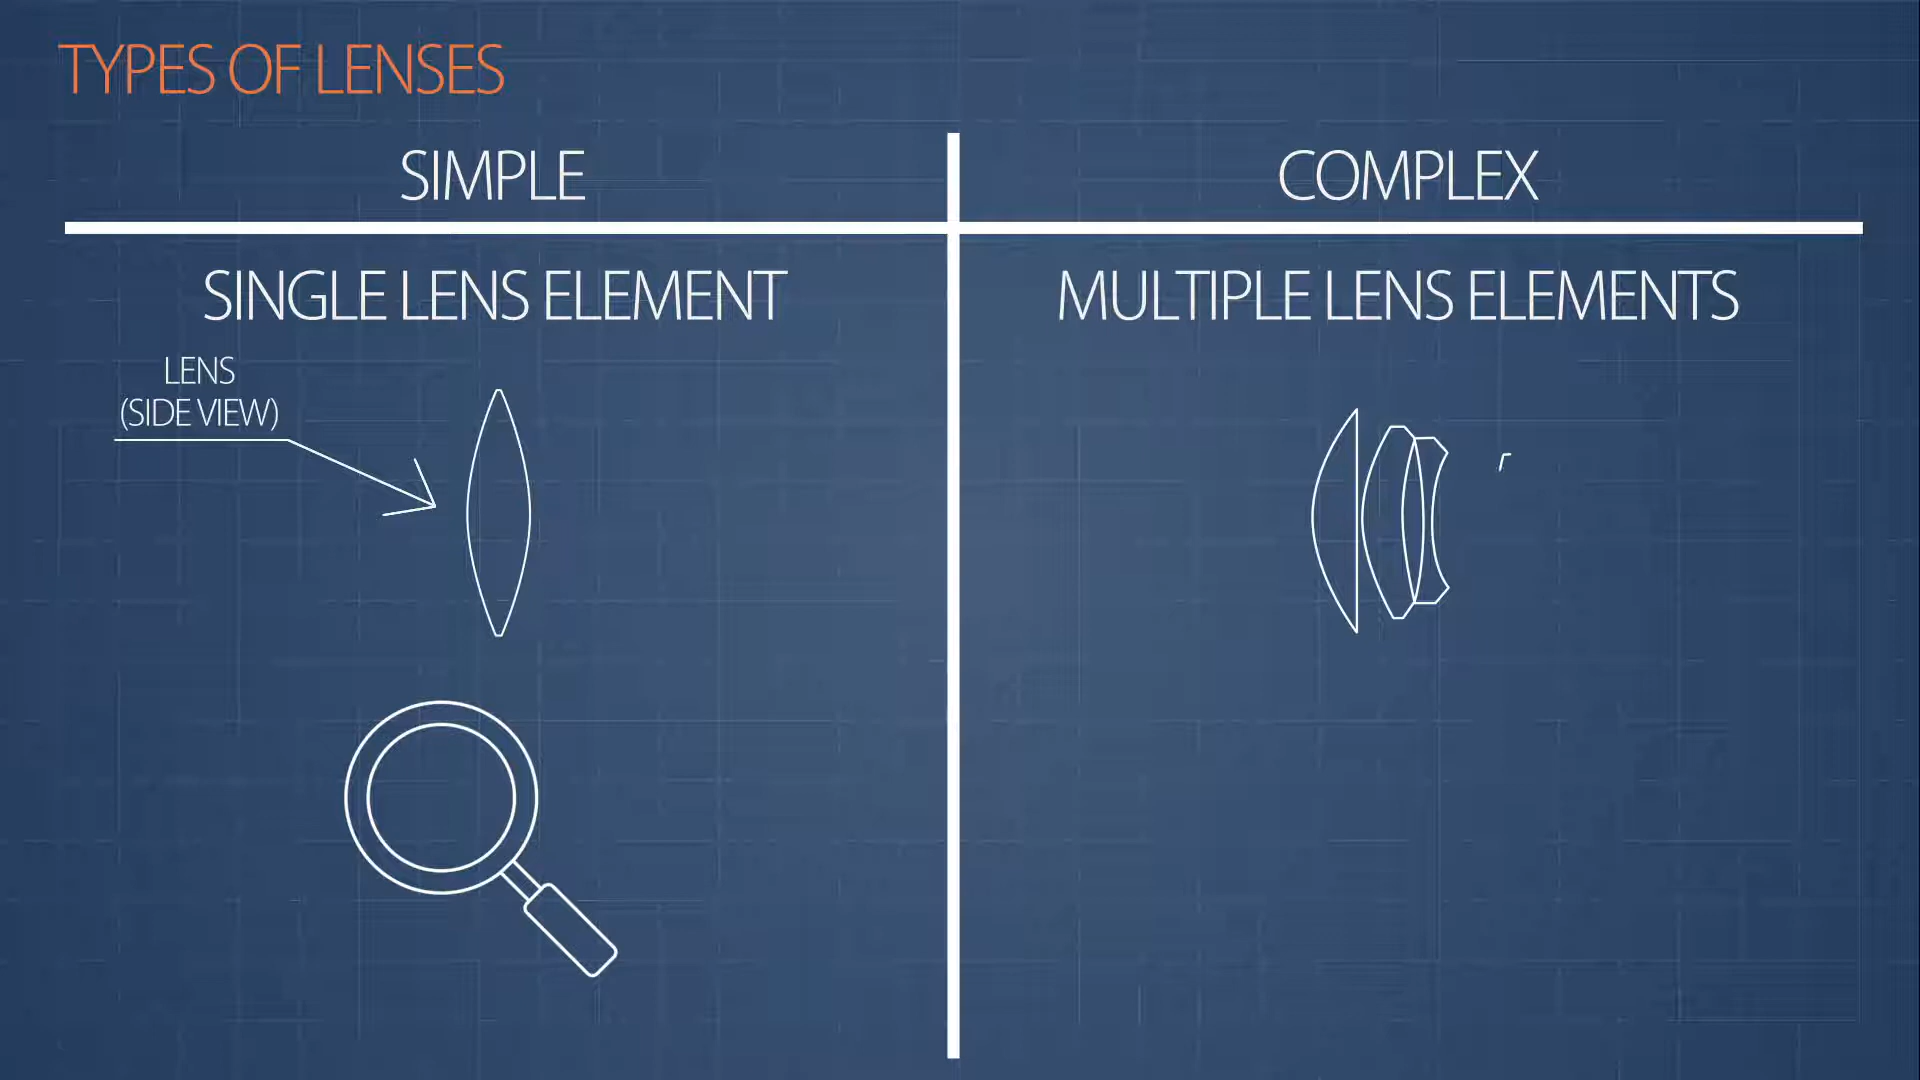 TYPES OF LENSES
SIMPLE
COMPLEX
SINGLE LENS ELEMENT
MULTIPLE LENS ELEMENTS
LENS
(SIDE VIEW)